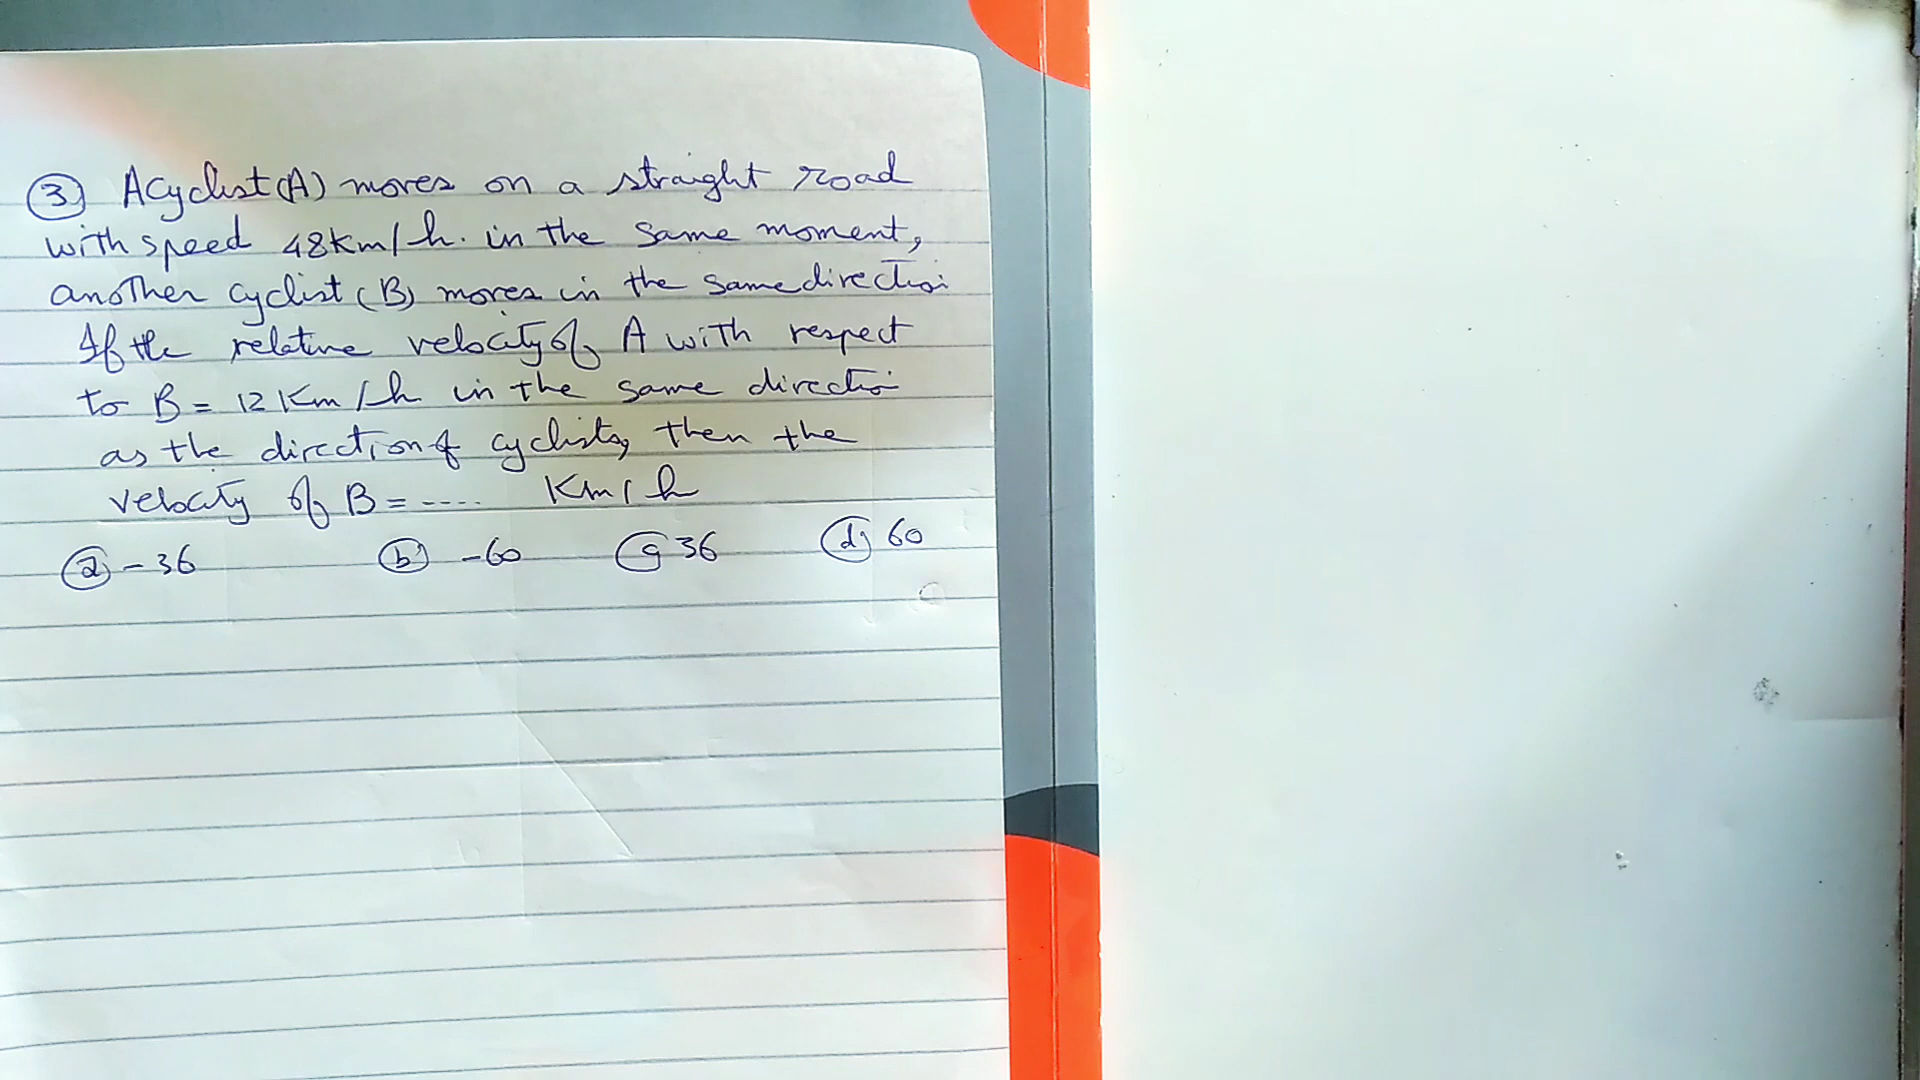 ③ A cyclist (A) moves on a straight road
with speed 48 Km/h. in the same moment,
another cyclist (B) moves in the same direction
If the relative velocity of A with respect
to B = 12 Km/h in the same direction
as the direction of cyclists, then the
velocity of B = .... Km/h
ⓐ - 36 ⓑ -60 ⓒ 36 ⓓ 60